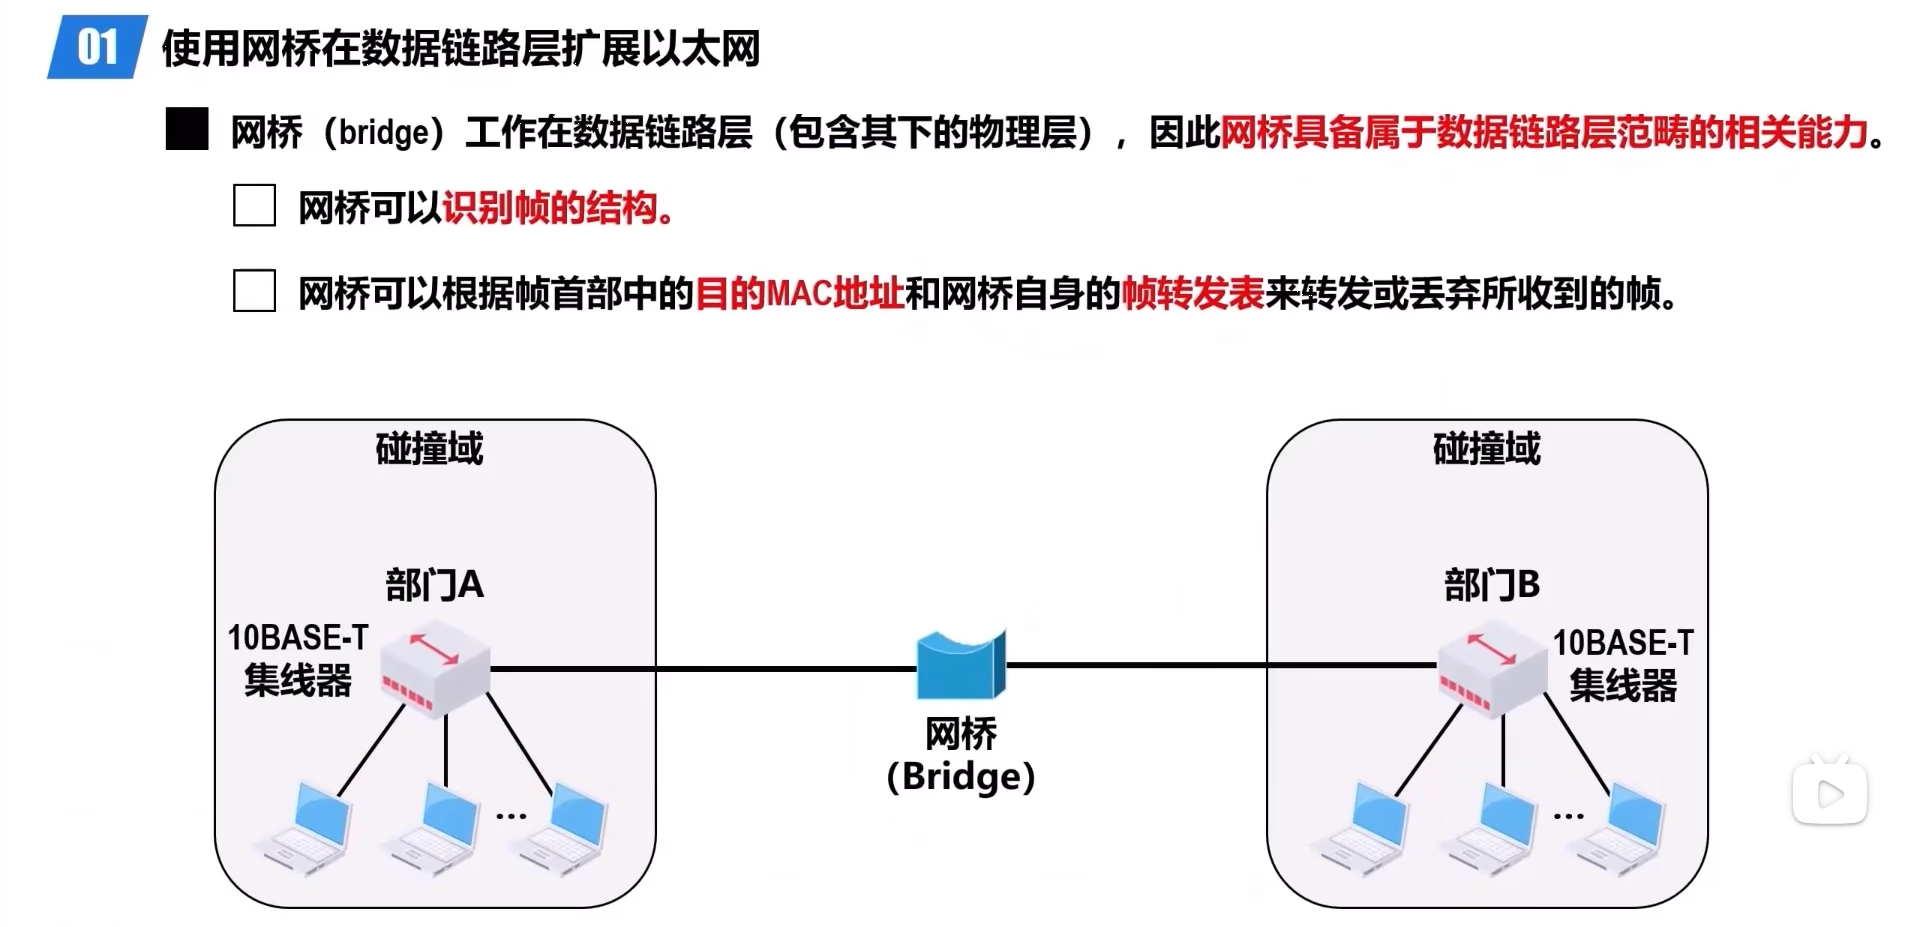 01 使用网桥在数据链路层扩展以太网
网桥（bridge）工作在数据链路层（包含其下的物理层），因此网桥具备属于数据链路层范畴的相关能力。
网桥可以识别帧的结构。
网桥可以根据帧首部中的目的MAC地址和网桥自身的帧转发表来转发或丢弃所收到的帧。
碰撞域
部门A
10BASE-T
集线器
...
网桥
（Bridge）
碰撞域
部门B
10BASE-T
集线器
...